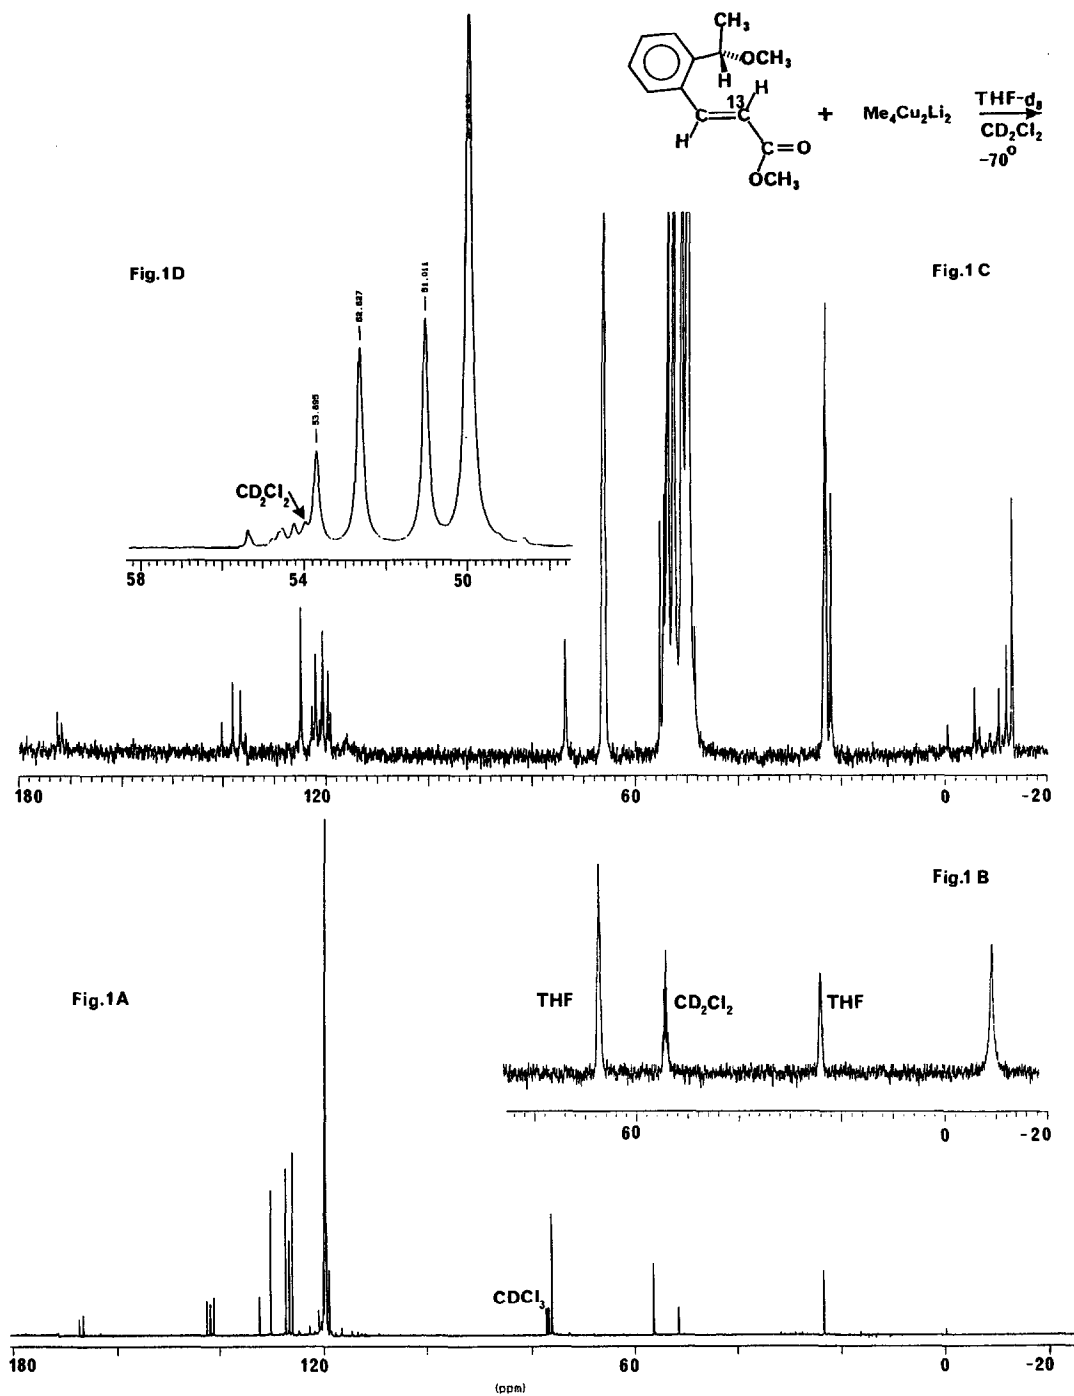 CH₃
OCH₃
H
13 H
C=C
H
C=O
OCH₃
+ Me₄Cu₂Li₂
THF-d₈
CD₂Cl₂
-70°
Fig.1D
Fig.1 C
53.695
52.627
51.011
CD₂Cl₂
58 54 50
180 120 60 0 -20
Fig.1 B
Fig.1A
THF
CD₂Cl₂
THF
60 0 -20
CDCl₃
180 120 60 0 -20
(ppm)